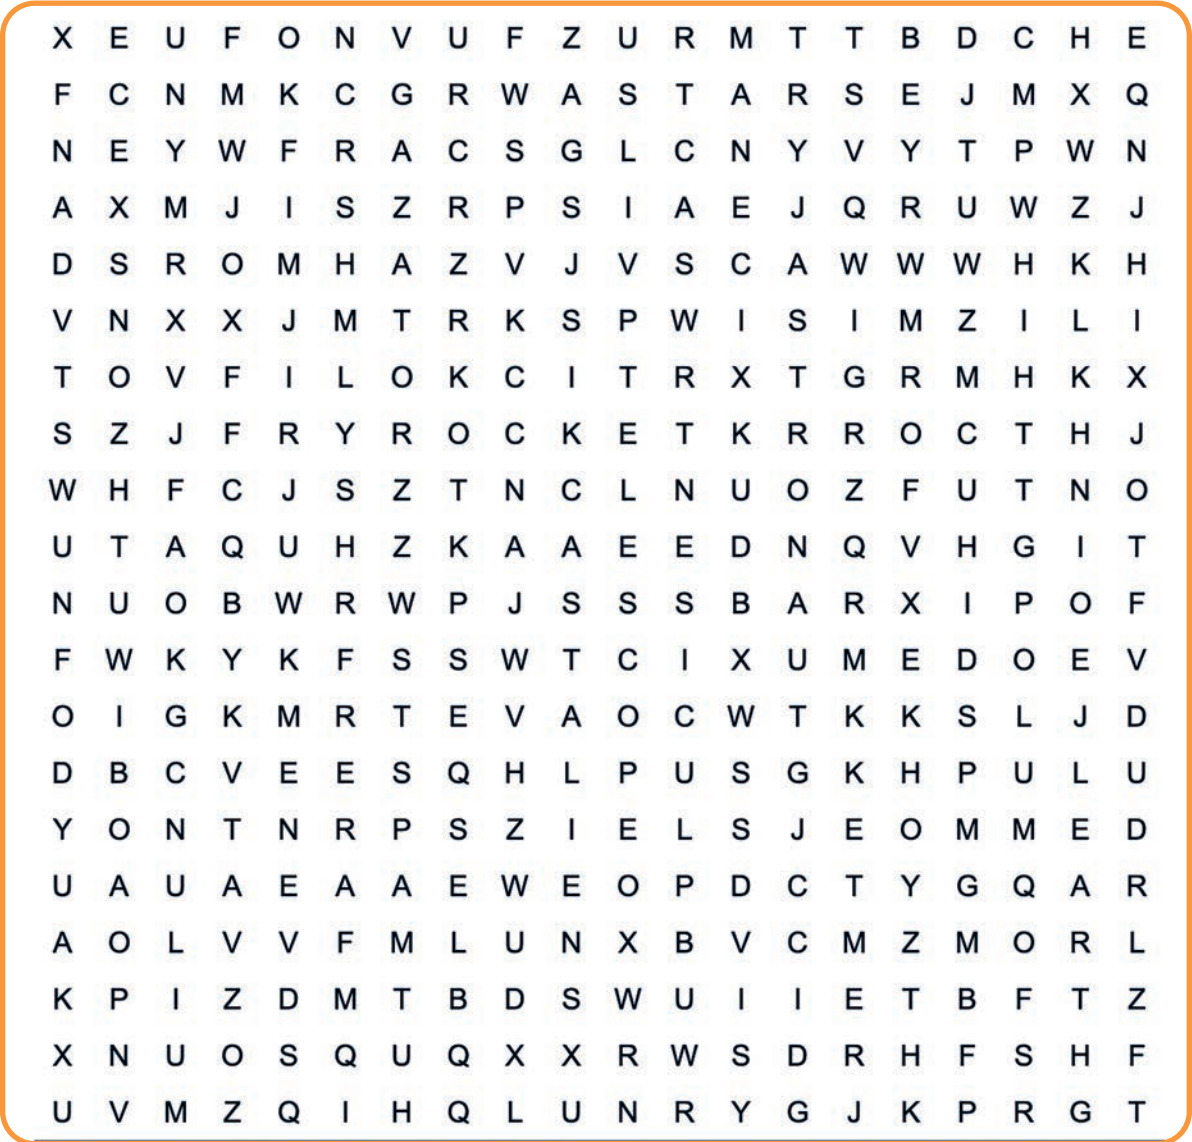 X E U F O N V U F Z U R M T T B D C H E
F C N M K C G R W A S T A R S E J M X Q
N E Y W F R A C S G L C N Y V Y T P W N
A X M J I S Z R P S I A E J Q R U W Z J
D S R O M H A Z V J V S C A W W W H K H
V N X X J M T R K S P W I S I M Z I L I
T O V F I L O K C I T R X T G R M H K X
S Z J F R Y R O C K E T K R R O C T H J
W H F C J S Z T N C L N U O Z F U T N O
U T A Q U H Z K A A E E D N Q V H G I T
N U O B W R W P J S S S B A R X I P O F
F W K Y K F S S W T C I X U M E D O E V
O I G K M R T E V A O C W T K K S L J D
D B C V E E S Q H L P U S G K H P U L U
Y O N T N R P S Z I E L S J E O M M E D
U A U A E A A E W E O P D C T Y G Q A R
A O L V V F M L U N X B V C M Z M O R L
K P I Z D M T B D S W U I I E T B F T Z
X N U O S Q U Q X X R W S D R H F S H F
U V M Z Q I H Q L U N R Y G J K P R G T